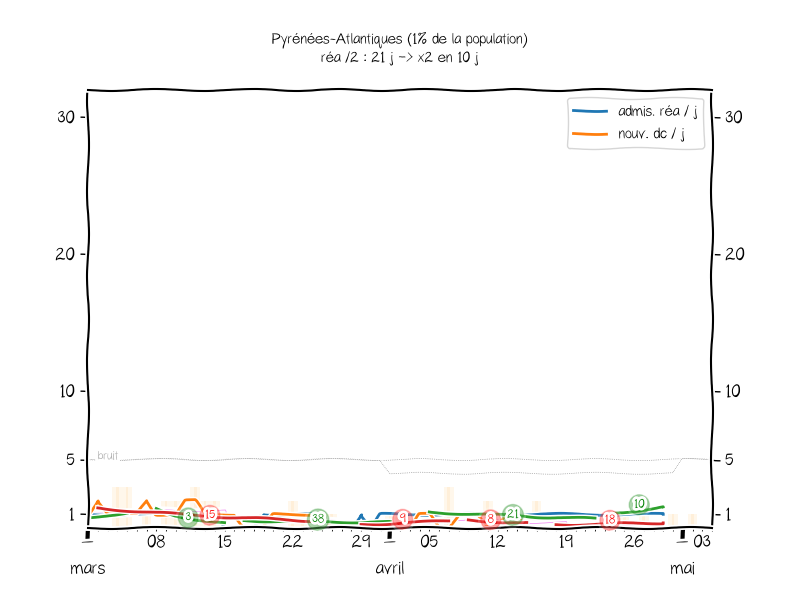 Pyrénées-Atlantiques (1% de la population)
réa /2 : 21 j -> x2 en 10 j
admis. réa / j
nouv. dc / j
30 30
20 20
10 10
5 bruit 5
1 1
3 15 38 9 8 21 18 10
08 15 22 29 05 12 19 26 03
mars avril mai